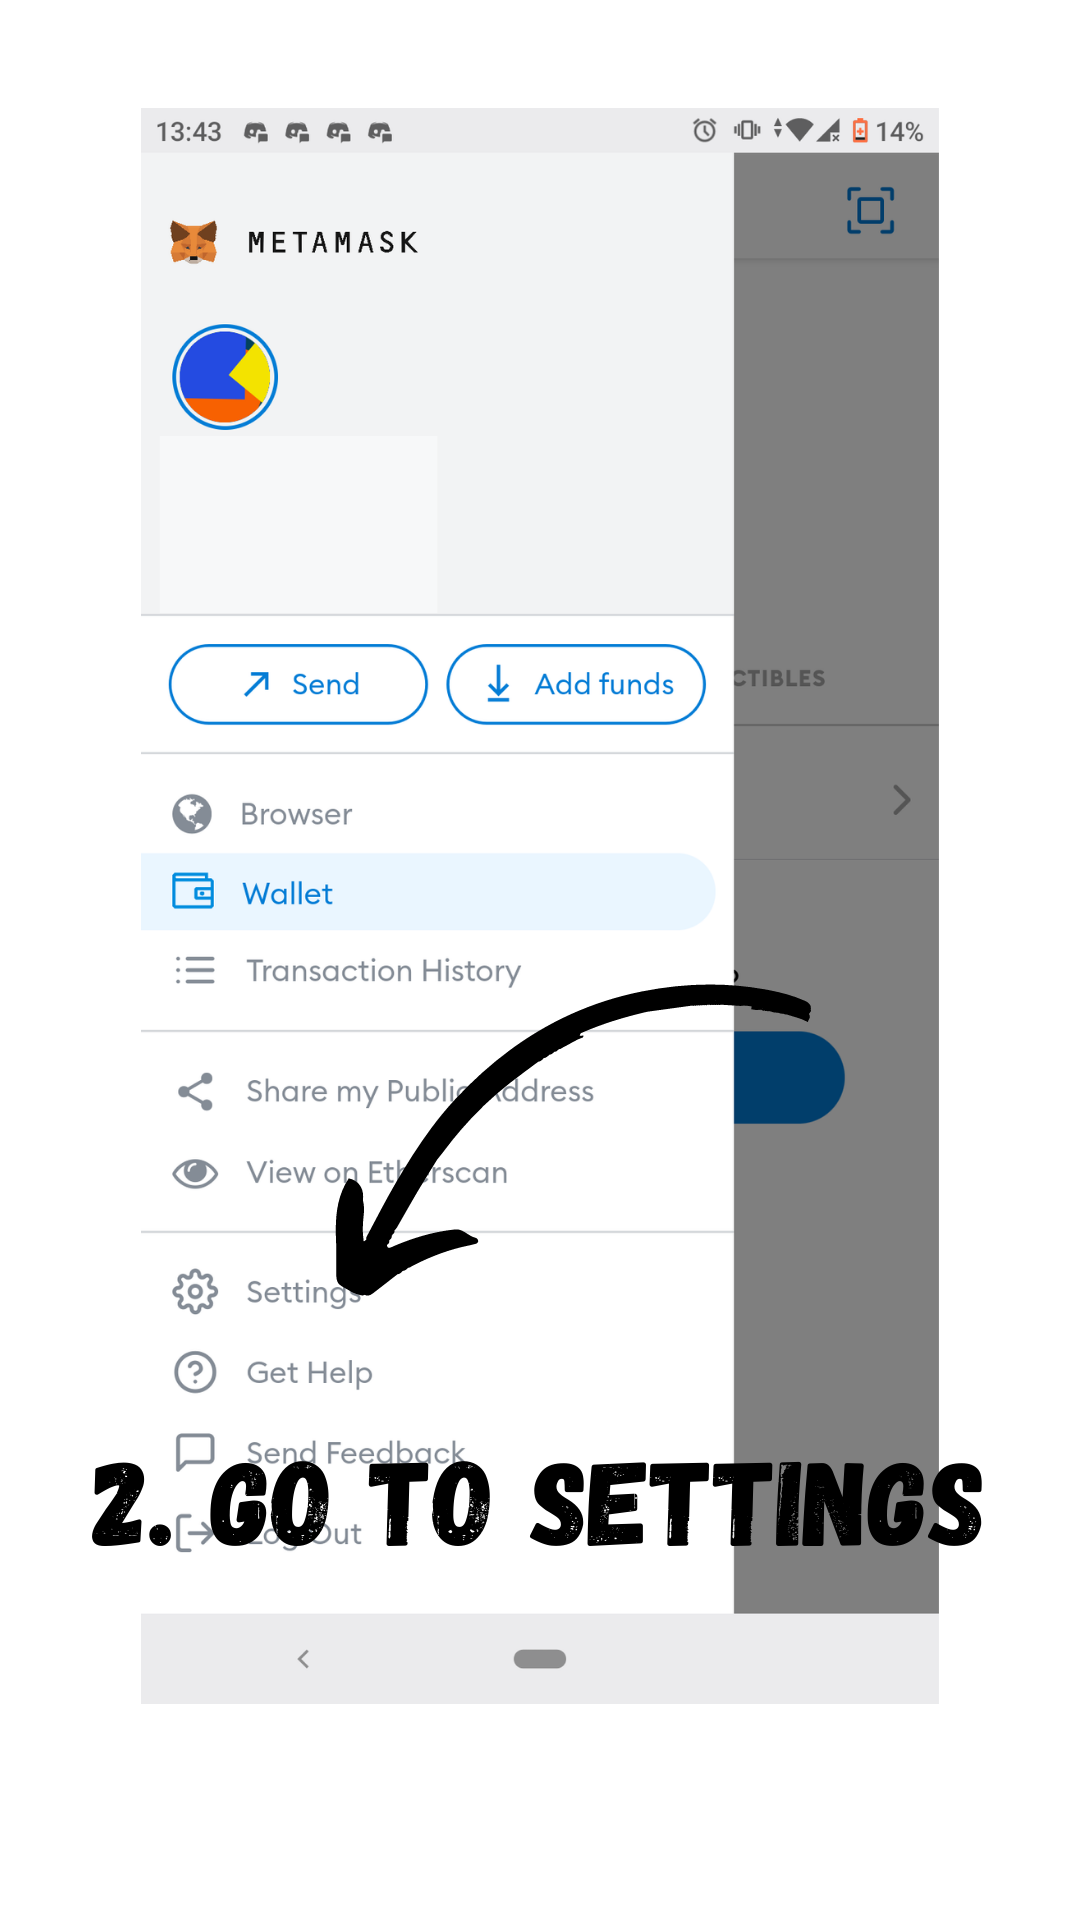 13:43 14%
METAMASK
Send Add funds
CTIBLES
Browser
Wallet
Transaction History
Share my Public Address
View on Etherscan
Settings
Get Help
Send Feedback
2. GO TO SETTINGS
Log Out